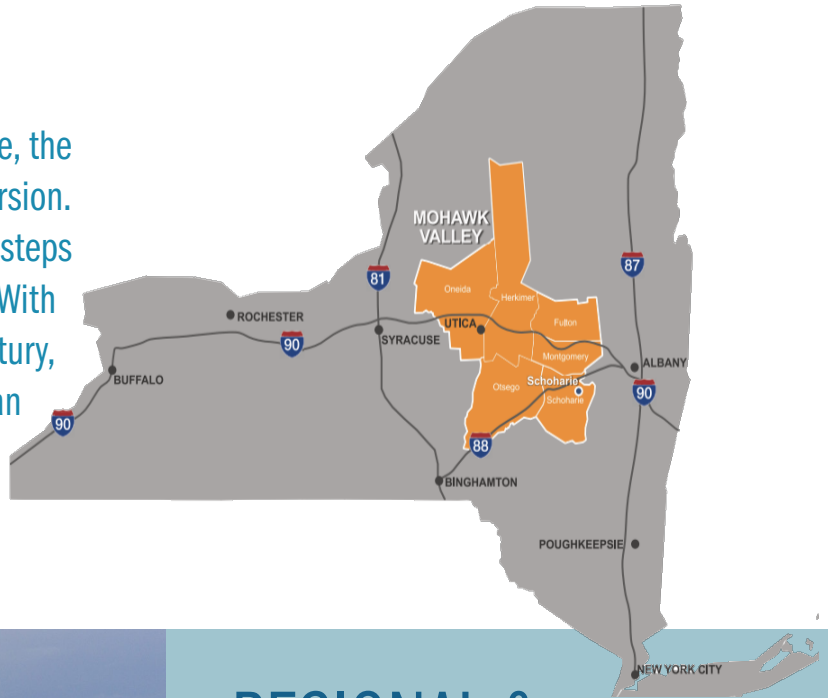 e, the
rsion.
steps
With
tury,
an
MOHAWK
VALLEY
81
87
Oneida
Herkimer
Fulton
ROCHESTER
UTICA
SYRACUSE
90
Montgomery
ALBANY
BUFFALO
Otsego
Schoharie
Schoharie
90
90
88
BINGHAMTON
POUGHKEEPSIE
NEW YORK CITY